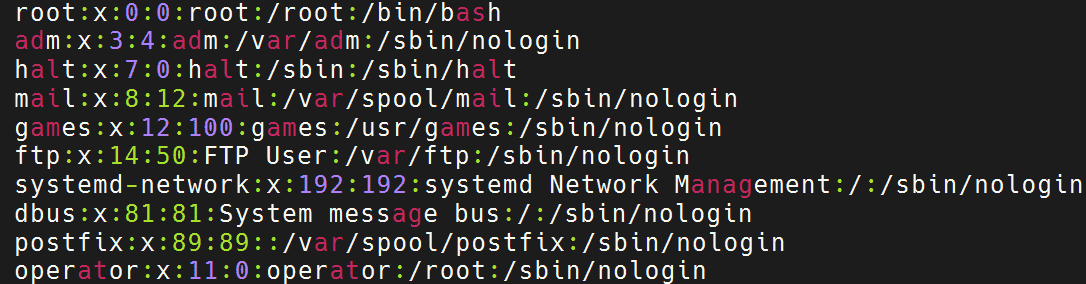 root:x:0:0:root:/root:/bin/bash
adm:x:3:4:adm:/var/adm:/sbin/nologin
halt:x:7:0:halt:/sbin:/sbin/halt
mail:x:8:12:mail:/var/spool/mail:/sbin/nologin
games:x:12:100:games:/usr/games:/sbin/nologin
ftp:x:14:50:FTP User:/var/ftp:/sbin/nologin
systemd-network:x:192:192:systemd Network Management:/:/sbin/nologin
dbus:x:81:81:System message bus:/:/sbin/nologin
postfix:x:89:89::/var/spool/postfix:/sbin/nologin
operator:x:11:0:operator:/root:/sbin/nologin